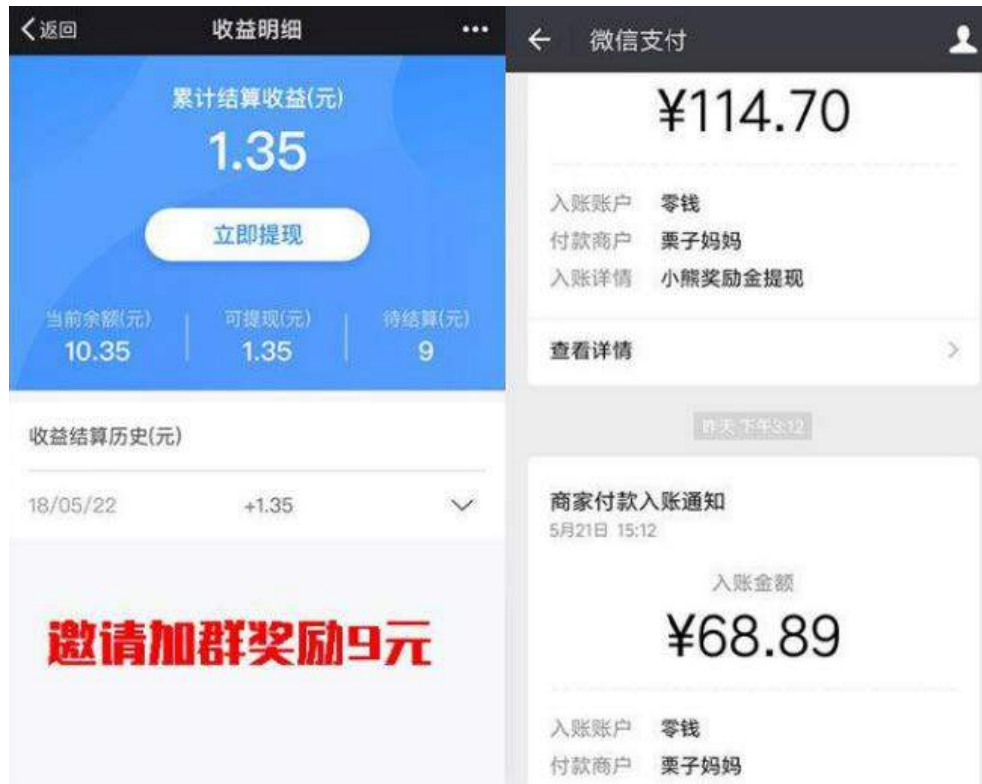 返回 收益明细
累计结算收益(元)
1.35
立即提现
当前余额(元) 可提现(元) 待结算(元)
10.35 1.35 9
收益结算历史(元)
18/05/22 +1.35
邀请加群奖励9元
微信支付
¥114.70
入账账户 零钱
付款商户 栗子妈妈
入账详情 小熊奖励金提现
查看详情
昨天 下午3:12
商家付款入账通知
5月21日 15:12
入账金额
¥68.89
入账账户 零钱
付款商户 栗子妈妈